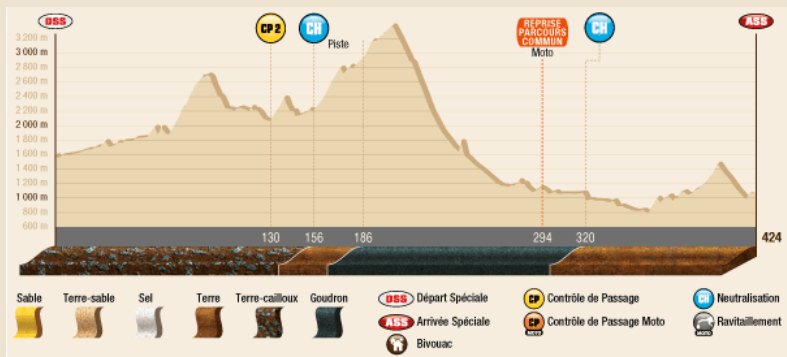 DSS
CP 2
CH
Piste
REPRISE
PARCOURS
COMMUN
Moto
CH
ASS
3 200 m
3 000 m
2 800 m
2 600 m
2 400 m
2 200 m
2 000 m
1 800 m
1 600 m
1 400 m
1 200 m
1 000 m
800 m
600 m
130 156 186 294 320 424
Sable Terre-sable Sel Terre Terre-cailloux Goudron
DSS Départ Spéciale
ASS Arrivée Spéciale
Bivouac
CP Contrôle de Passage
CP MOTO Contrôle de Passage Moto
CH Neutralisation
MOTO Ravitaillement